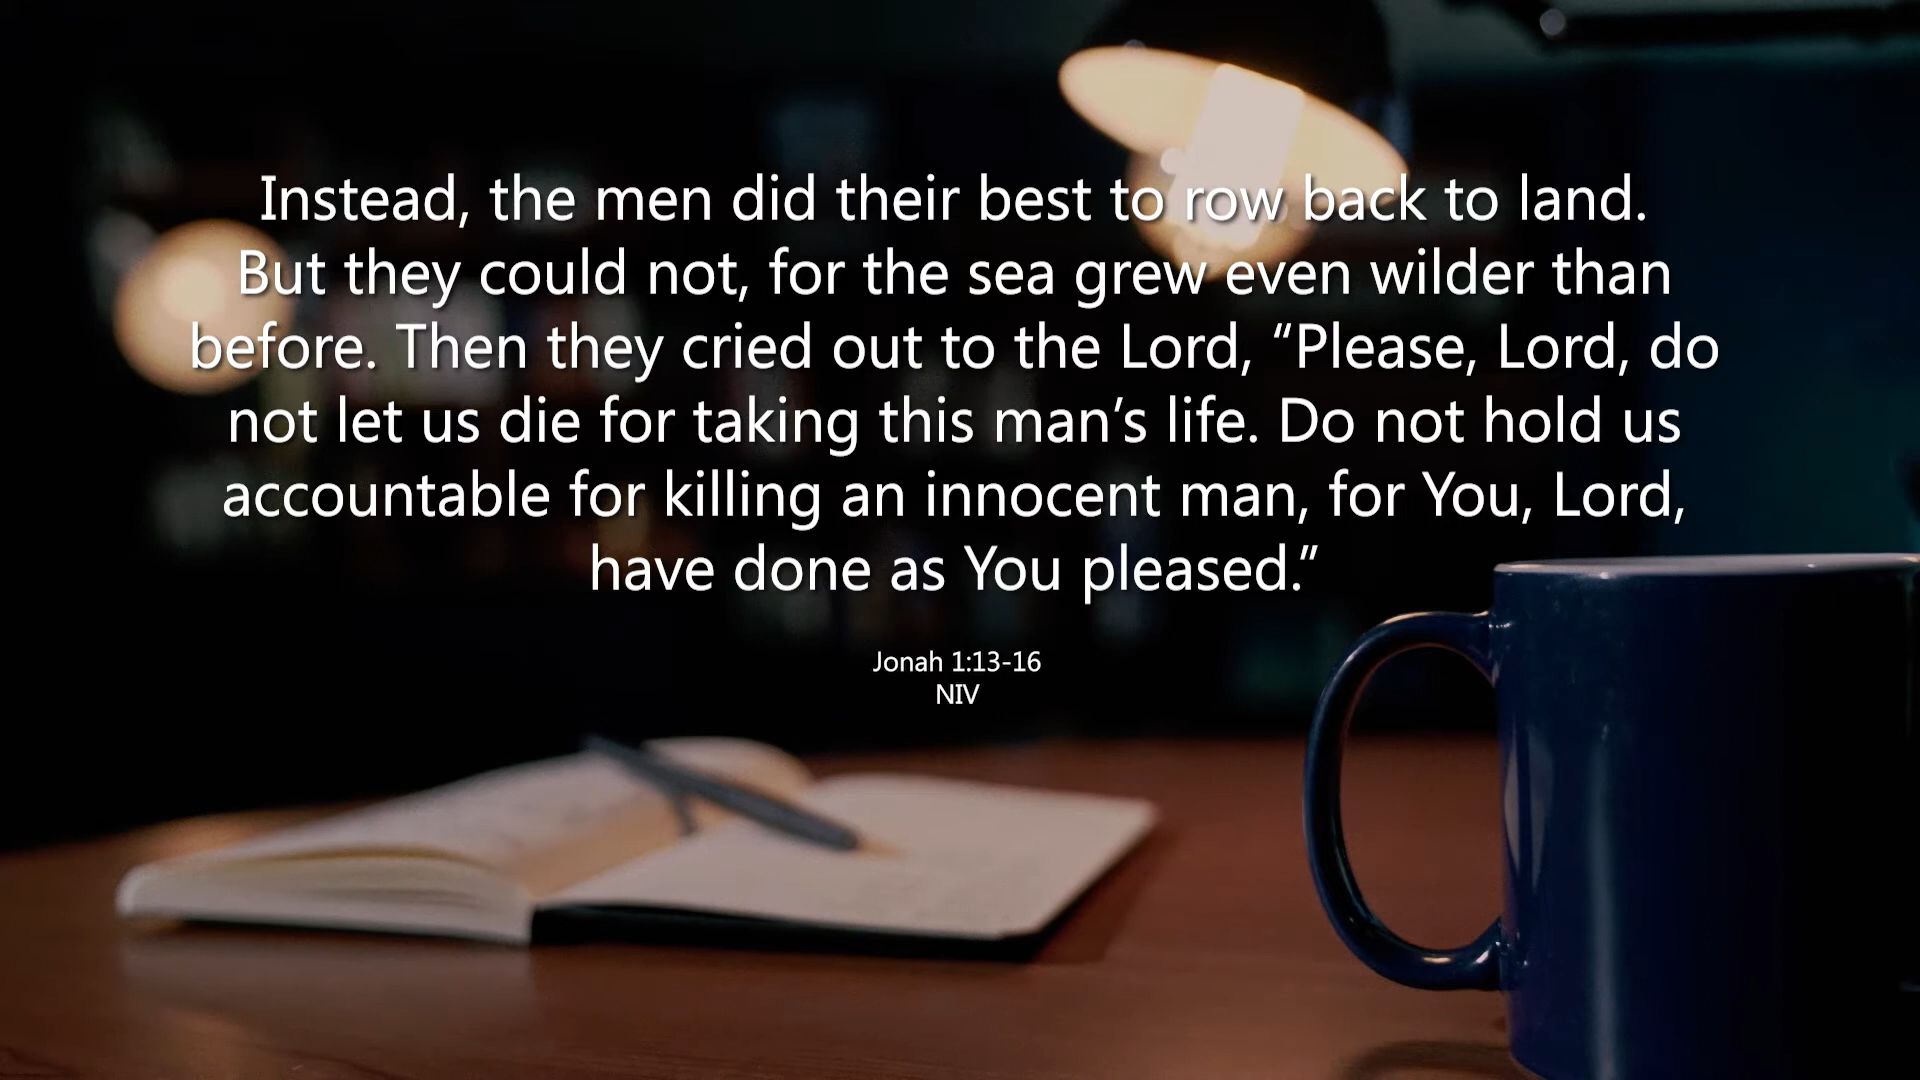 Instead, the men did their best to row back to land.
But they could not, for the sea grew even wilder than
before. Then they cried out to the Lord, “Please, Lord, do
not let us die for taking this man’s life. Do not hold us
accountable for killing an innocent man, for You, Lord,
have done as You pleased.”
Jonah 1:13-16
NIV